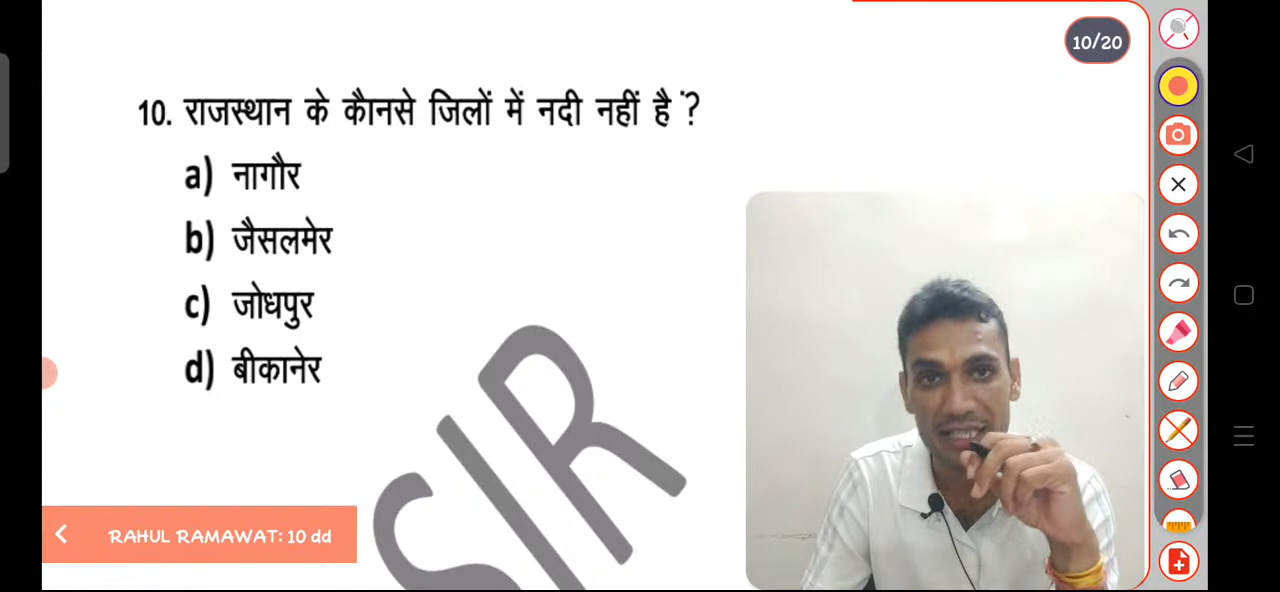 10/20
10. राजस्थान के कौनसे जिलों में नदी नहीं है ?
a) नागौर
b) जैसलमेर
c) जोधपुर
d) बीकानेर
SIR
RAHUL RAMAWAT: 10 dd